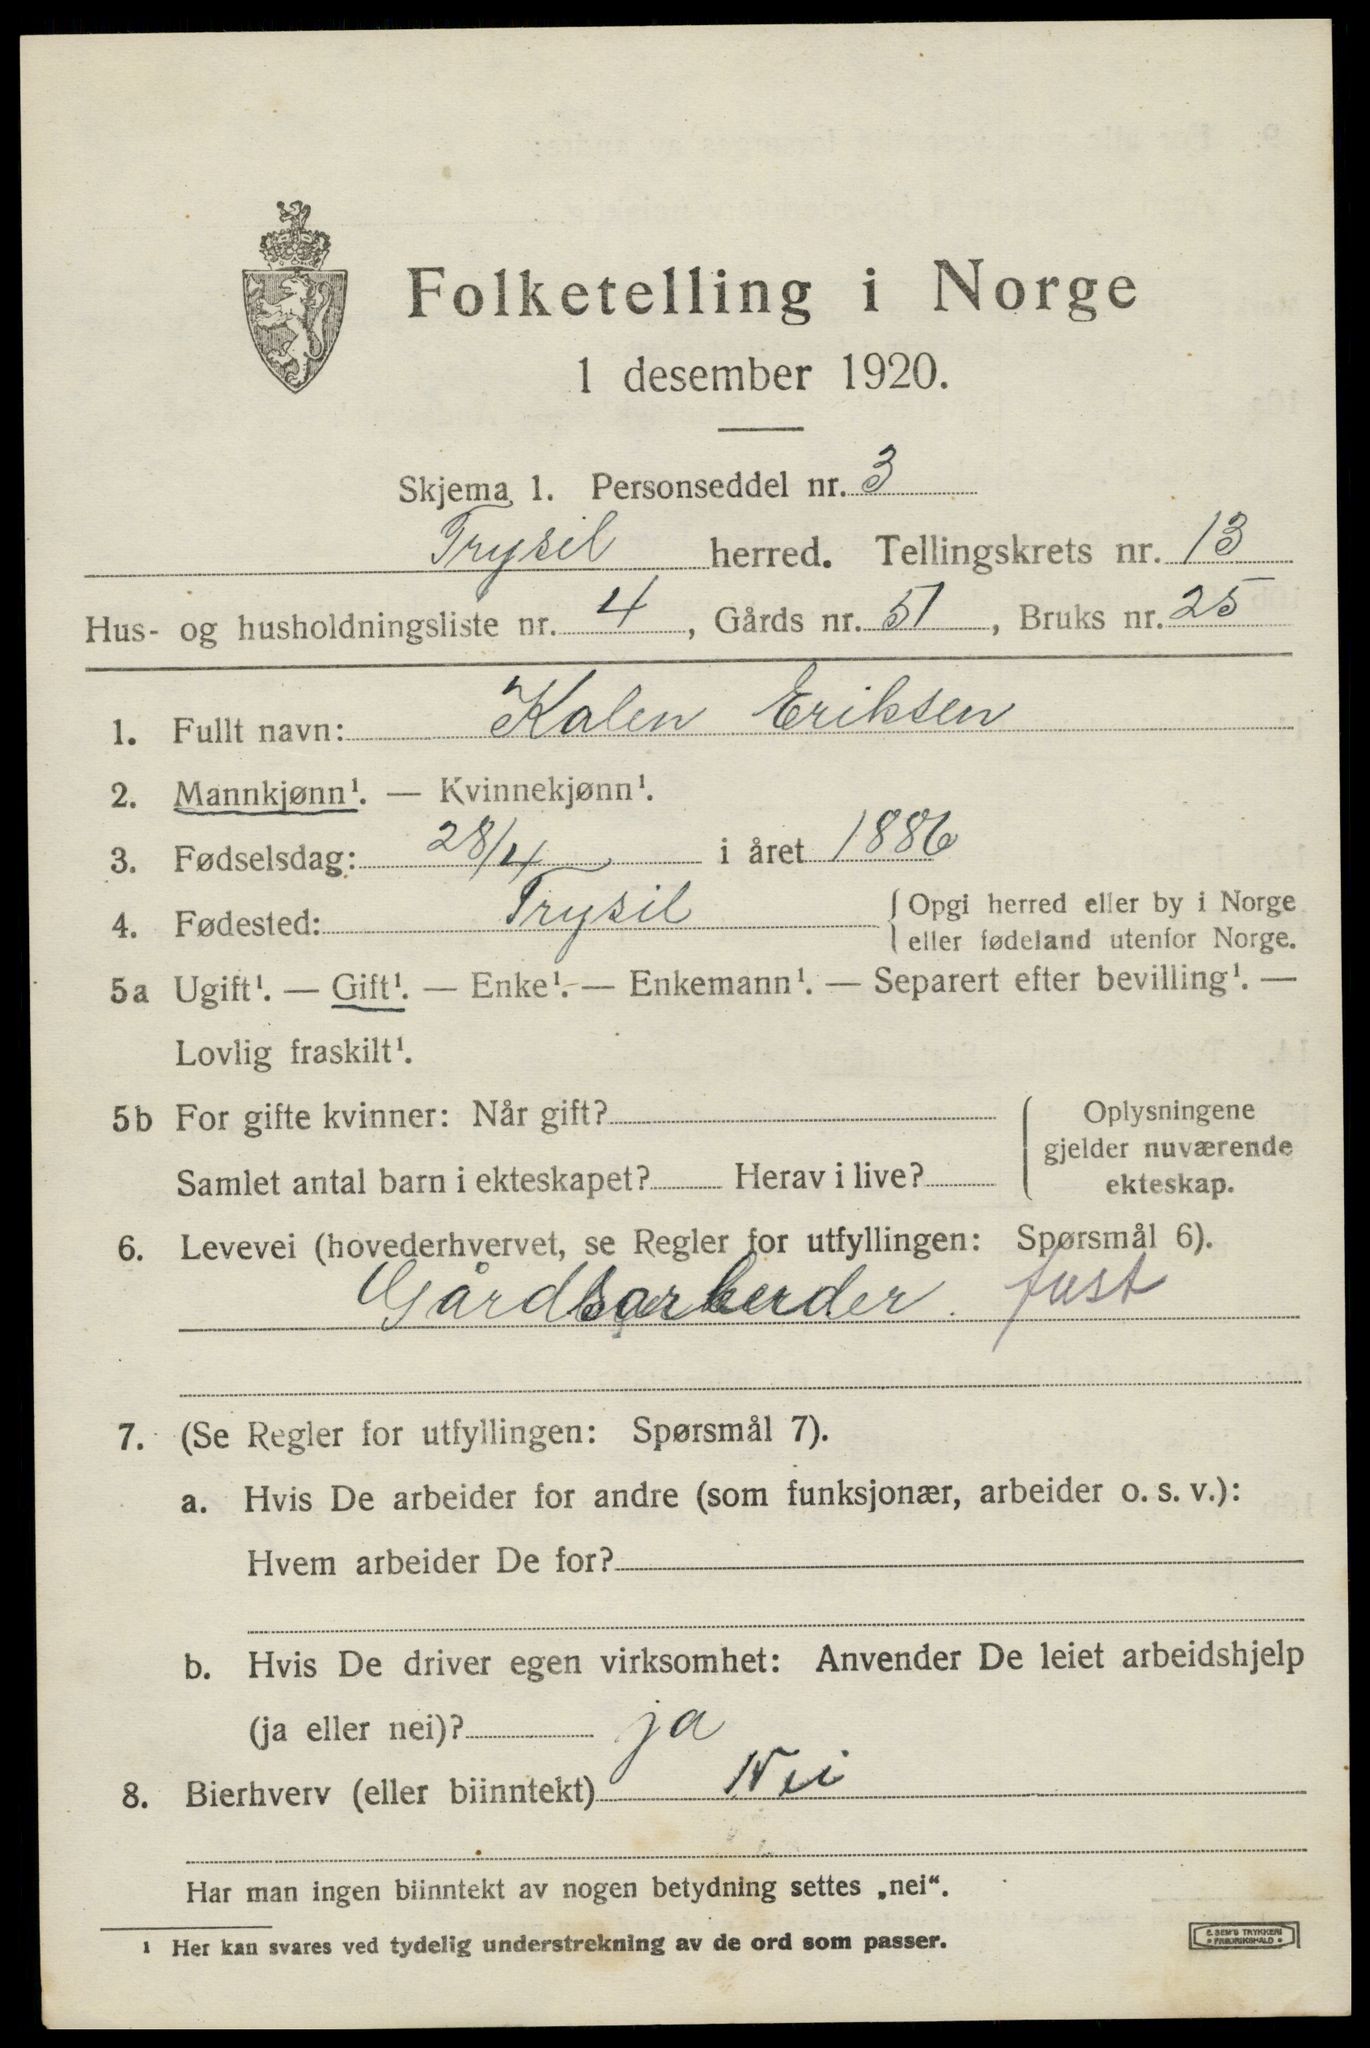 Folketelling i Norge
1 desember 1920.
Skjema 1. Personseddel nr. 3
Trysil herred. Tellingskrets nr. 13
Hus- og husholdningsliste nr. 4, Gårds nr. 51, Bruks nr. 25
1. Fullt navn: Kalen Eriksen
2. Mannkjønn¹. — Kvinnekjønn¹.
3. Fødselsdag: 28/4 i året 1886
4. Fødested: Trysil {Opgi herred eller by i Norge
eller fødeland utenfor Norge.
5a Ugift¹. — Gift¹. — Enke¹. — Enkemann¹. — Separert efter bevilling¹. —
Lovlig fraskilt¹.
5b For gifte kvinner: Når gift?
Samlet antal barn i ekteskapet? Herav i live?
{Oplysningene
gjelder nuværende
ekteskap.
6. Levevei (hovederhvervet, se Regler for utfyllingen: Spørsmål 6).
Gårdsarbeider. fast
7. (Se Regler for utfyllingen: Spørsmål 7).
a. Hvis De arbeider for andre (som funksjonær, arbeider o. s. v.):
Hvem arbeider De for?
b. Hvis De driver egen virksomhet: Anvender De leiet arbeidshjelp
(ja eller nei)? ja
8. Bierhverv (eller biinntekt) Nei
Har man ingen biinntekt av nogen betydning settes „nei“.
¹ Her kan svares ved tydelig understrekning av de ord som passer.
E. SEM'S TRYKKERI
FREDRIKSHALD